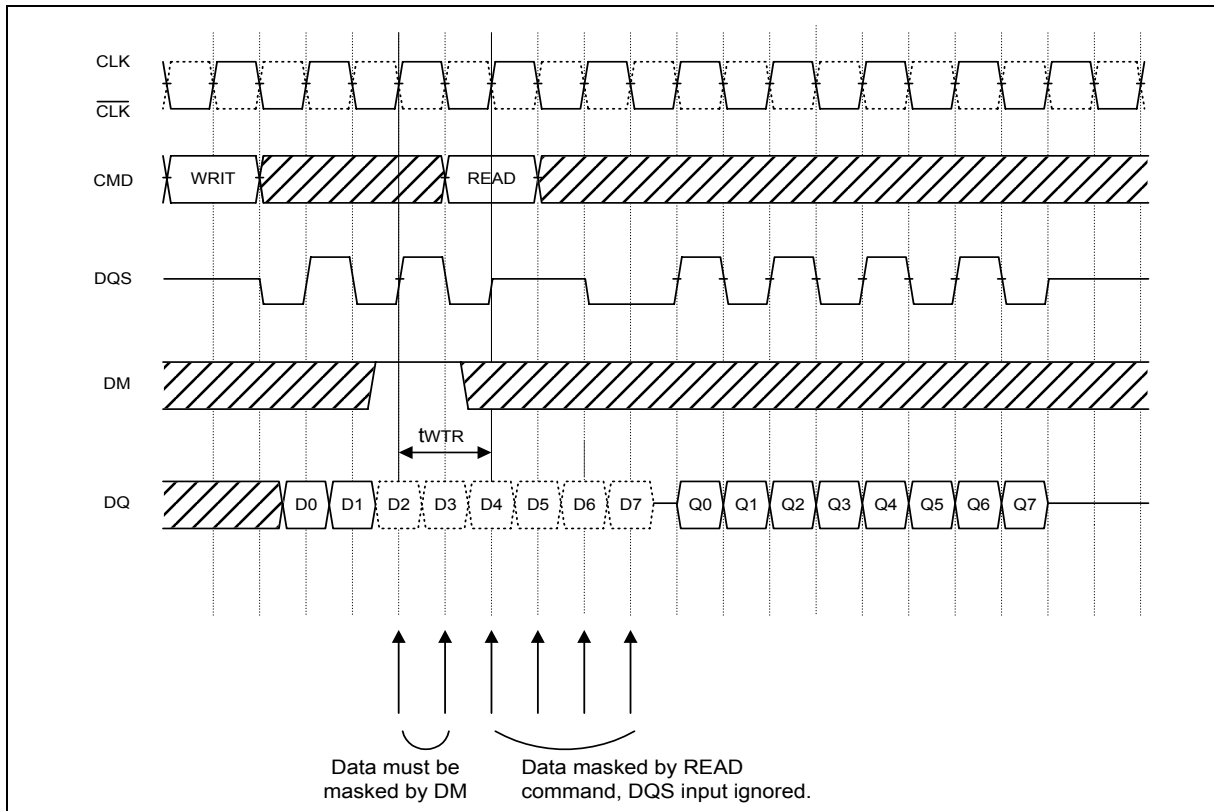 CLK
CLK
CMD WRIT READ
DQS
DM
tWTR
DQ D0 D1 D2 D3 D4 D5 D6 D7 Q0 Q1 Q2 Q3 Q4 Q5 Q6 Q7
Data must be
masked by DM
Data masked by READ
command, DQS input ignored.